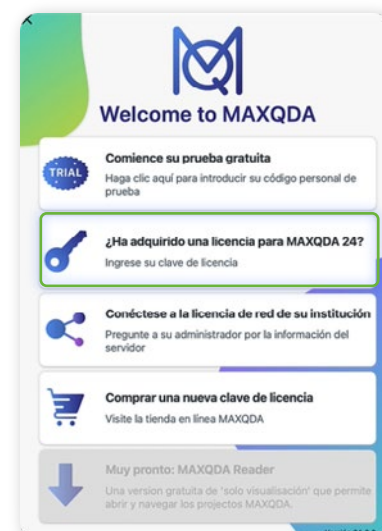 Welcome to MAXQDA
TRIAL
Comience su prueba gratuita
Haga clic aquí para introducir su código personal de
prueba
¿Ha adquirido una licencia para MAXQDA 24?
Ingrese su clave de licencia
Conéctese a la licencia de red de su institución
Pregunte a su administrador por la información del
servidor
Comprar una nueva clave de licencia
Visite la tienda en línea MAXQDA
Muy pronto: MAXQDA Reader
Una version gratuita de 'solo visualisación' que permite
abrir y navegar los projectos MAXQDA.